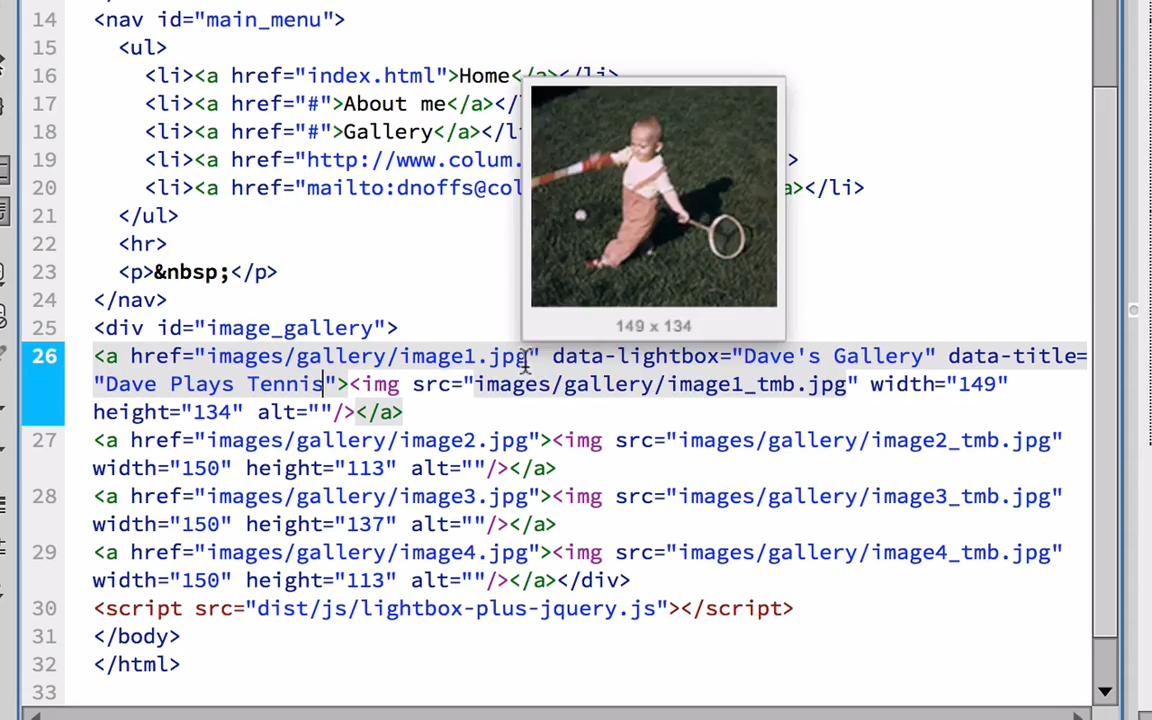 14 <nav id="main_menu">
15 <ul>
16 <li><a href="index.html">Home</a></li>
17 <li><a href="#">About me</a></
18 <li><a href="#">Gallery</a></l
19 <li><a href="http://www.colum. >
20 <li><a href="mailto:dnoffs@col a></li>
21 </ul>
22 <hr>
23 <p>&nbsp;</p>
24 </nav>
149 x 134
25 <div id="image_gallery">
26 <a href="images/gallery/image1.jpg" data-lightbox="Dave's Gallery" data-title=
"Dave Plays Tennis"><img src="images/gallery/image1_tmb.jpg" width="149"
height="134" alt=""/></a>
27 <a href="images/gallery/image2.jpg"><img src="images/gallery/image2_tmb.jpg"
width="150" height="113" alt=""/></a>
28 <a href="images/gallery/image3.jpg"><img src="images/gallery/image3_tmb.jpg"
width="150" height="137" alt=""/></a>
29 <a href="images/gallery/image4.jpg"><img src="images/gallery/image4_tmb.jpg"
width="150" height="113" alt=""/></a></div>
30 <script src="dist/js/lightbox-plus-jquery.js"></script>
31 </body>
32 </html>
33